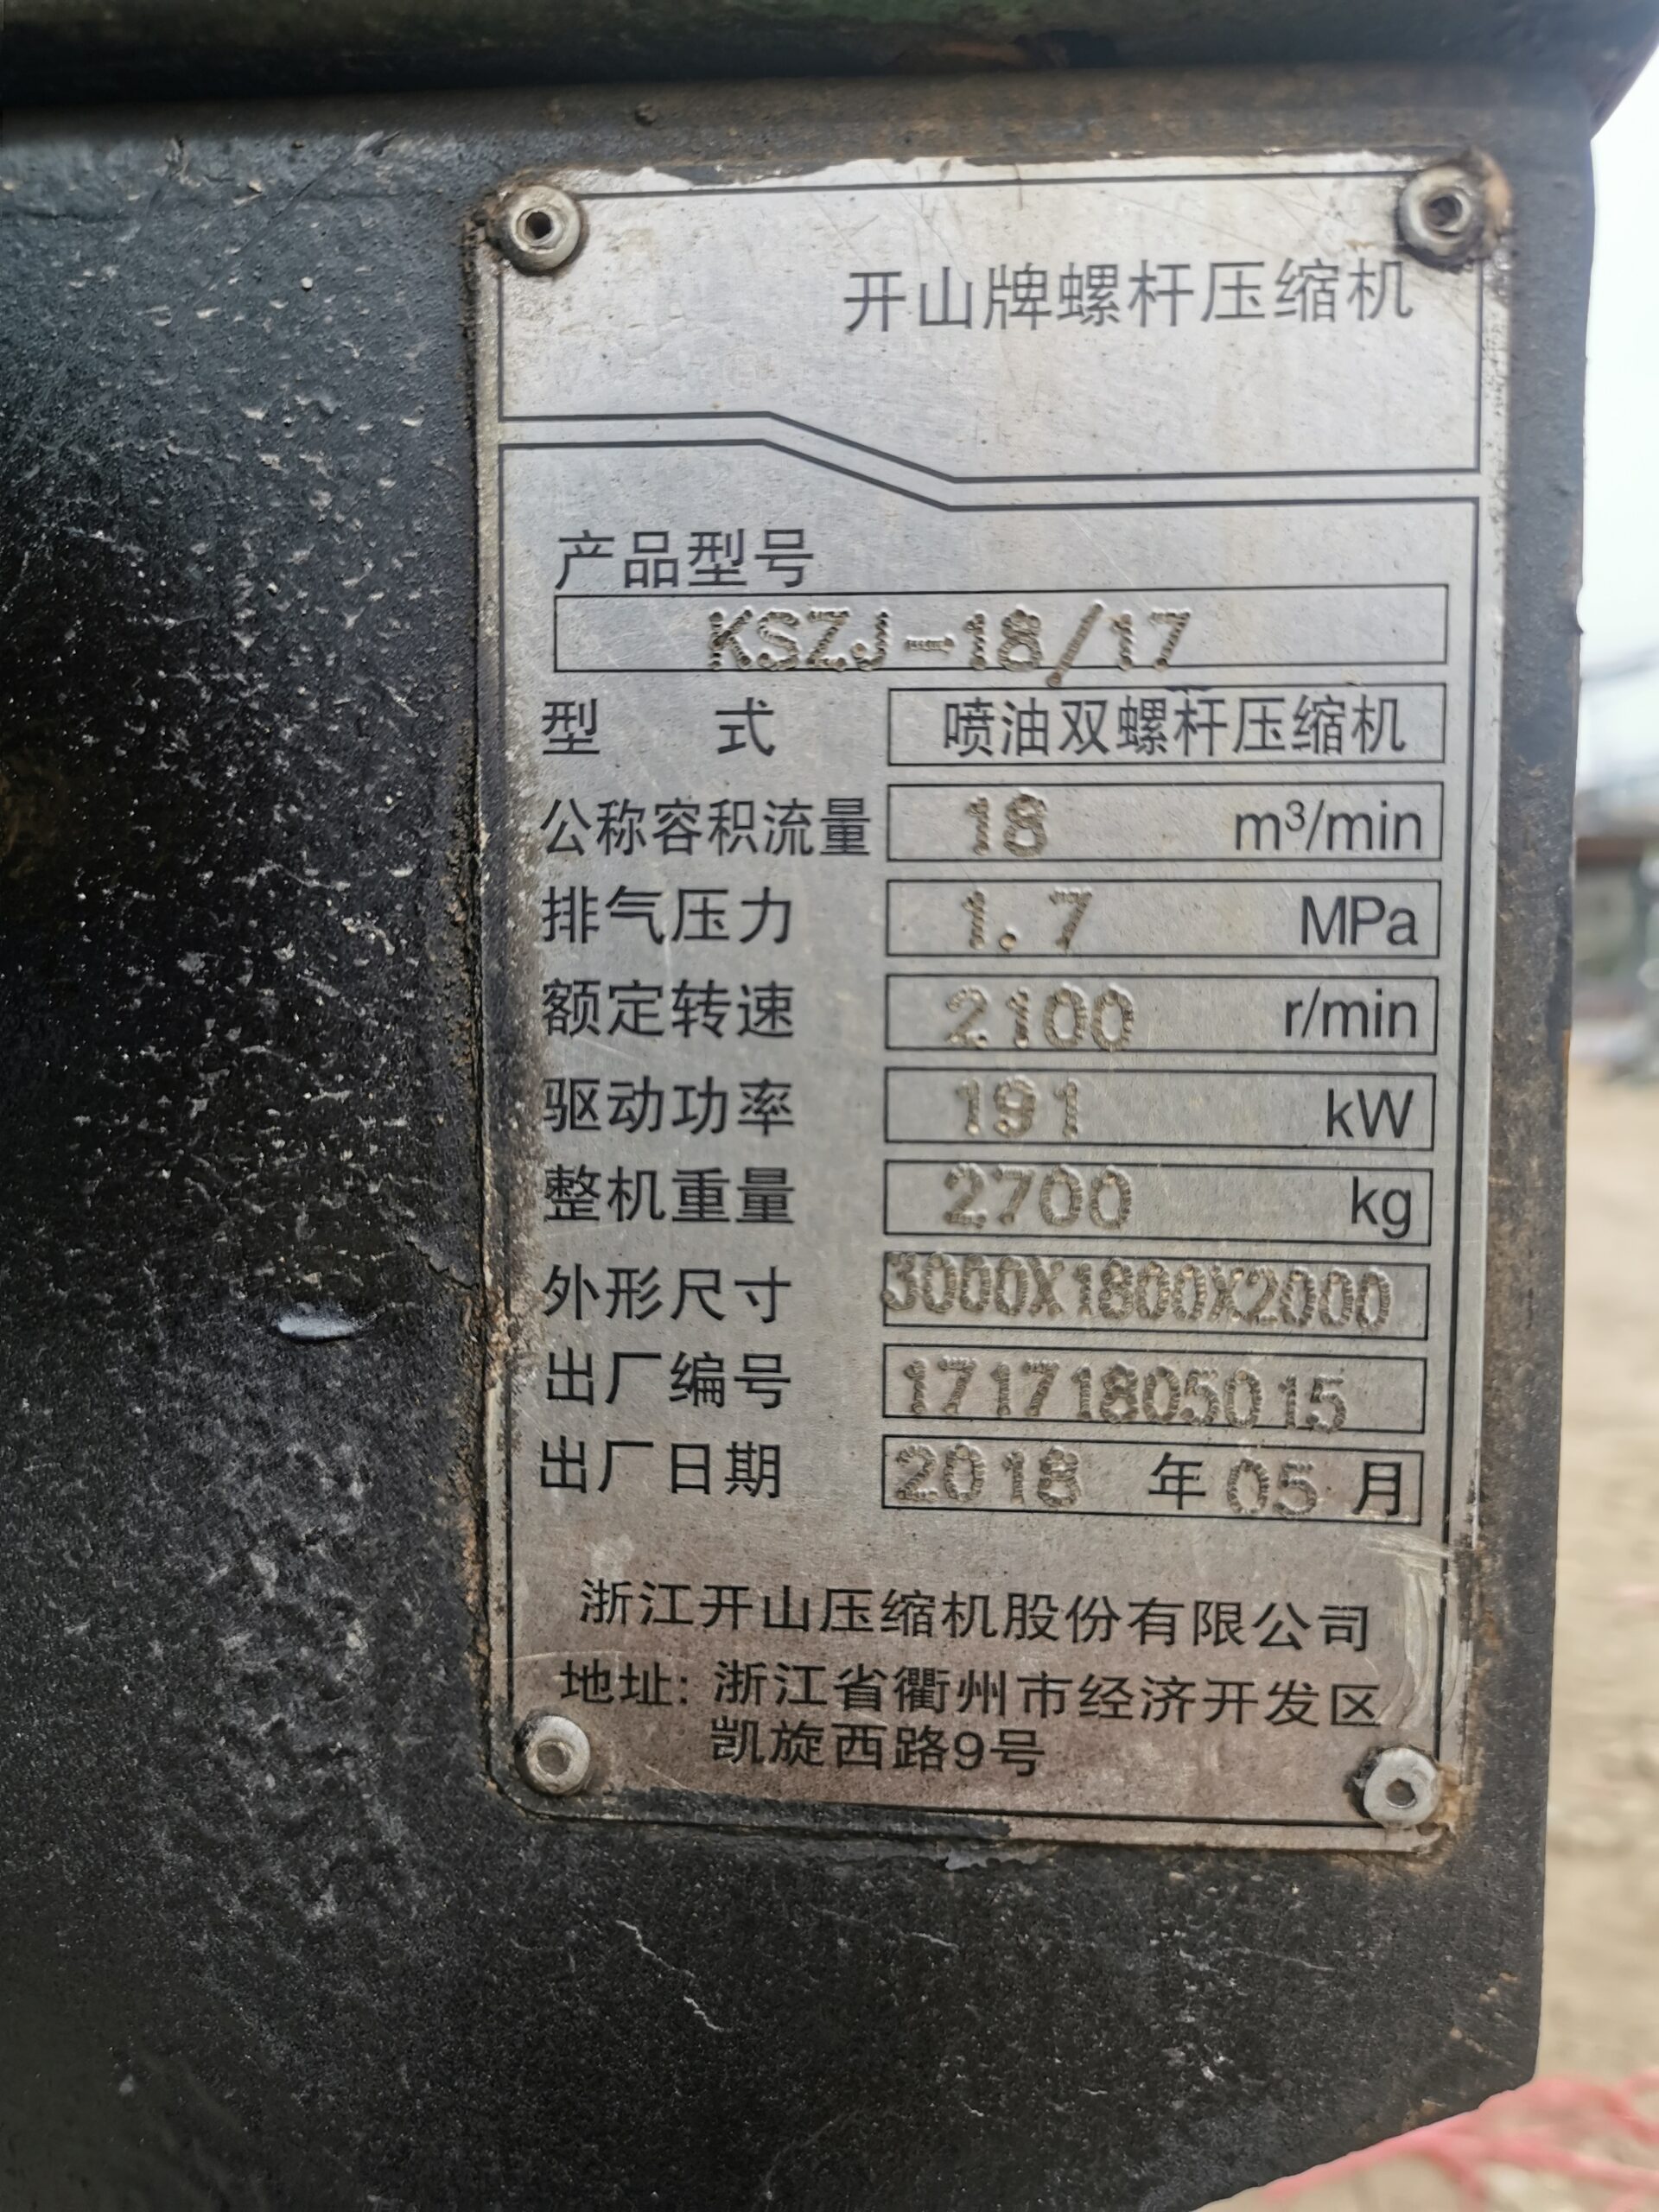 开山牌螺杆压缩机
产品型号
KSZJ-18/17
型 式 喷油双螺杆压缩机
公称容积流量 18 m³/min
排气压力 1.7 MPa
额定转速 2100 r/min
驱动功率 191 kW
整机重量 2700 kg
外形尺寸 3000X1800X2000
出厂编号 171718050 15
出厂日期 2018 年 05 月
浙江开山压缩机股份有限公司
地址: 浙江省衢州市经济开发区
凯旋西路9号